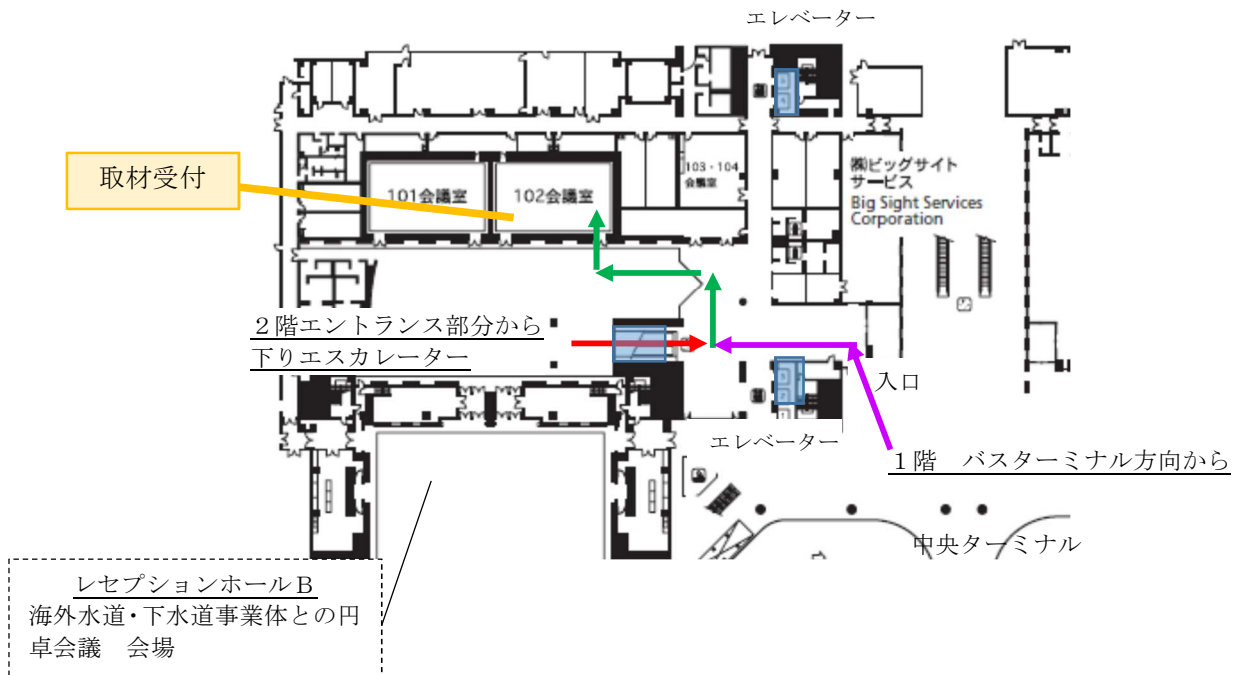 エレベーター
取材受付
101会議室
102会議室
103・104
会議室
㈱ビッグサイト
サービス
Big Sight Services
Corporation
２階エントランス部分から
下りエスカレーター
入口
エレベーター
１階　バスターミナル方向から
中央ターミナル
レセプションホールＢ
海外水道・下水道事業体との円
卓会議　会場